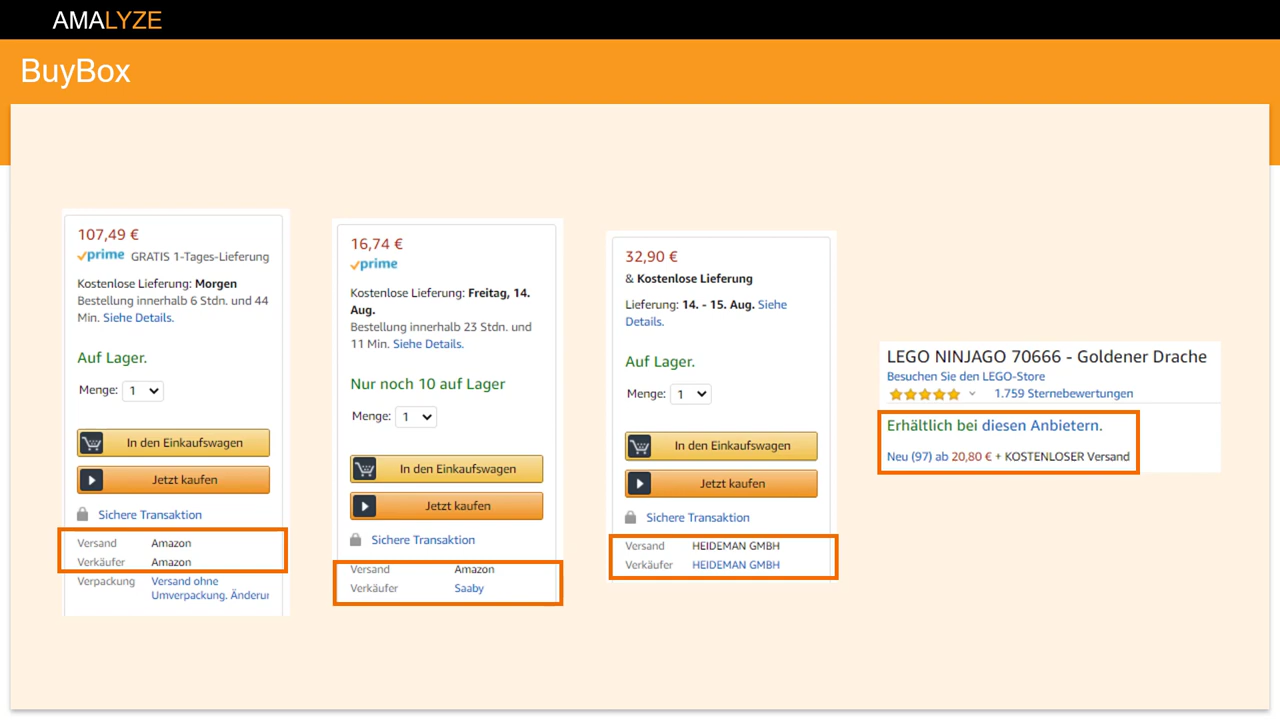 AMALYZE
BuyBox
107,49 €
prime GRATIS 1-Tages-Lieferung
Kostenlose Lieferung: Morgen
Bestellung innerhalb 6 Stdn. und 44
Min. Siehe Details.
Auf Lager.
Menge: 1
In den Einkaufswagen
Jetzt kaufen
Sichere Transaktion
Versand Amazon
Verkäufer Amazon
Verpackung Versand ohne
Umverpackung. Änderur
16,74 €
prime
Kostenlose Lieferung: Freitag, 14.
Aug.
Bestellung innerhalb 23 Stdn. und
11 Min. Siehe Details.
Nur noch 10 auf Lager
Menge: 1
In den Einkaufswagen
Jetzt kaufen
Sichere Transaktion
Versand Amazon
Verkäufer Saaby
32,90 €
& Kostenlose Lieferung
Lieferung: 14. - 15. Aug. Siehe
Details.
Auf Lager.
Menge: 1
In den Einkaufswagen
Jetzt kaufen
Sichere Transaktion
Versand HEIDEMAN GMBH
Verkäufer HEIDEMAN GMBH
LEGO NINJAGO 70666 - Goldener Drache
Besuchen Sie den LEGO-Store
1.759 Sternebewertungen
Erhältlich bei diesen Anbietern.
Neu (97) ab 20,80 € + KOSTENLOSER Versand